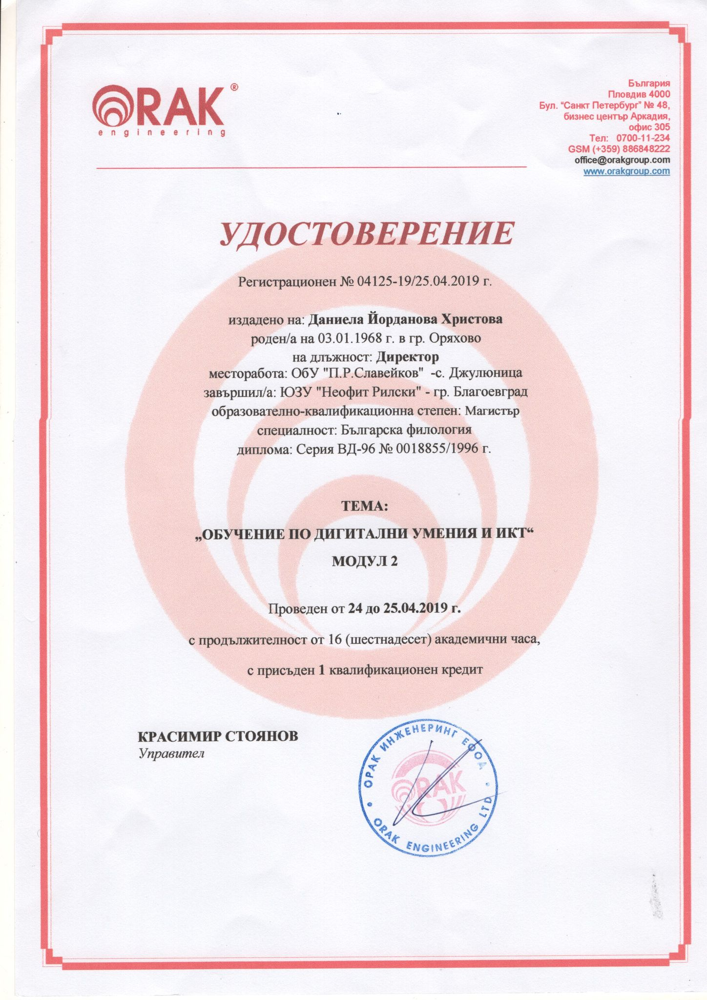 ORAK ®
engineering
България
Пловдив 4000
Бул. “Санкт Петербург” № 48,
бизнес център Аркадия,
офис 305
Тел: 0700-11-234
GSM (+359) 886848222
office@orakgroup.com
www.orakgroup.com
УДОСТОВЕРЕНИЕ
Регистрационен № 04125-19/25.04.2019 г.
издадено на: Даниела Йорданова Христова
роден/а на 03.01.1968 г. в гр. Оряхово
на длъжност: Директор
месторабота: ОбУ "П.Р.Славейков" -с. Джулюница
завършил/а: ЮЗУ "Неофит Рилски" - гр. Благоевград
образователно-квалификационна степен: Магистър
специалност: Българска филология
диплома: Серия ВД-96 № 0018855/1996 г.
ТЕМА:
„ОБУЧЕНИЕ ПО ДИГИТАЛНИ УМЕНИЯ И ИКТ“
МОДУЛ 2
Проведен от 24 до 25.04.2019 г.
с продължителност от 16 (шестнадесет) академични часа,
с присъден 1 квалификационен кредит
КРАСИМИР СТОЯНОВ
Управител
ОРАК ИНЖЕНЕРИНГ ЕООД
ORAK
ORAK ENGINEERING LTD